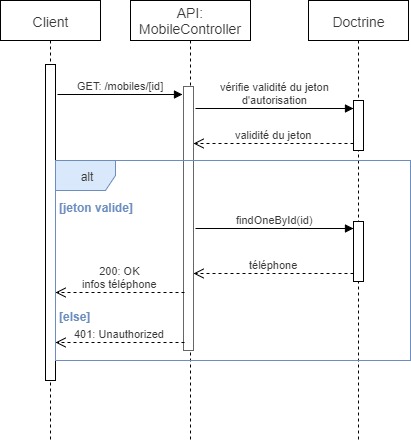 Client
API:
MobileController
Doctrine
GET: /mobiles/[id]
vérifie validité du jeton
d'autorisation
validité du jeton
alt
[jeton valide]
findOneById(id)
téléphone
200: OK
infos téléphone
[else]
401: Unauthorized